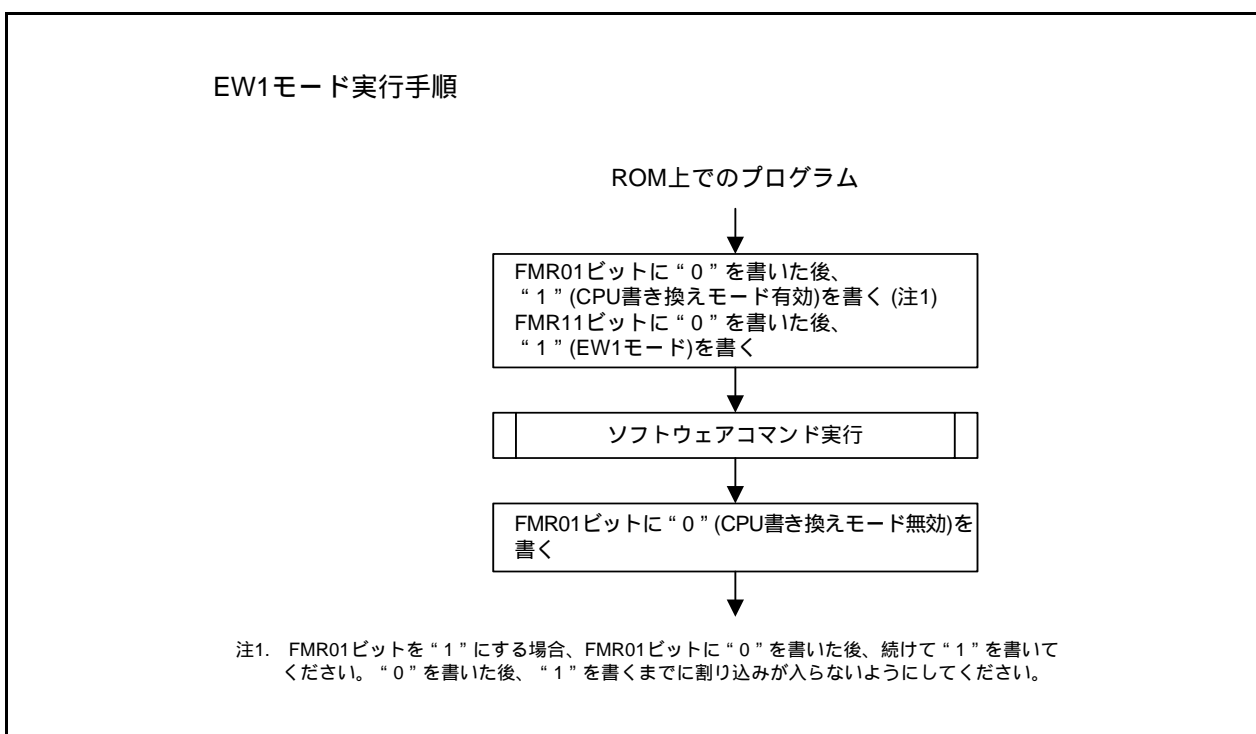 EW1モード実行手順
ROM上でのプログラム
FMR01ビットに“0”を書いた後、
“1”(CPU書き換えモード有効)を書く (注1)
FMR11ビットに“0”を書いた後、
“1”(EW1モード)を書く
ソフトウェアコマンド実行
FMR01ビットに“0”(CPU書き換えモード無効)を
書く
注1. FMR01ビットを“1”にする場合、FMR01ビットに“0”を書いた後、続けて“1”を書いて
ください。“0”を書いた後、“1”を書くまでに割り込みが入らないようにしてください。